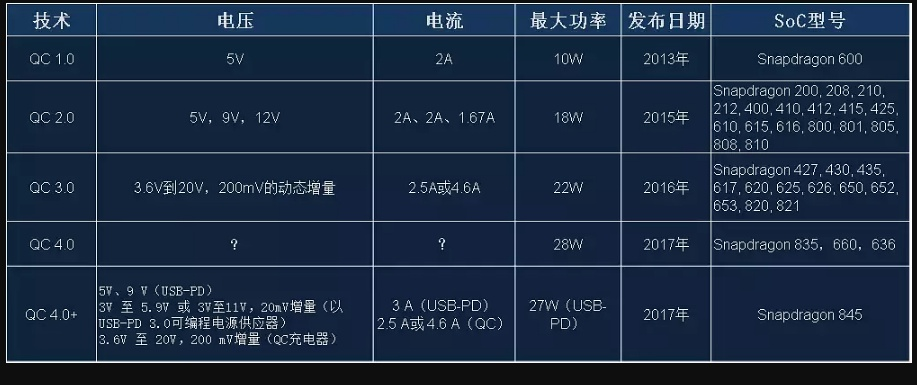 技术 电压 电流 最大功率 发布日期 SoC型号
QC 1.0 5V 2A 10W 2013年 Snapdragon 600
QC 2.0 5V，9V，12V 2A、2A、1.67A 18W 2015年 Snapdragon 200, 208, 210,
212, 400, 410, 412, 415, 425,
610, 615, 616, 800, 801, 805,
808, 810
QC 3.0 3.6V到20V，200mV的动态增量 2.5A或4.6A 22W 2016年 Snapdragon 427, 430, 435,
617, 620, 625, 626, 650, 652,
653, 820, 821
QC 4.0 ？ ？ 28W 2017年 Snapdragon 835，660，636
QC 4.0+ 5V、9 V（USB-PD）
3V 至 5.9V 或 3V至11V，20mV增量（以
USB-PD 3.0可编程电源供应器）
3.6V 至 20V，200 mV增量（QC充电器）
3 A（USB-PD）
2.5 A或4.6 A（QC）
27W（USB-
PD）
2017年
Snapdragon 845